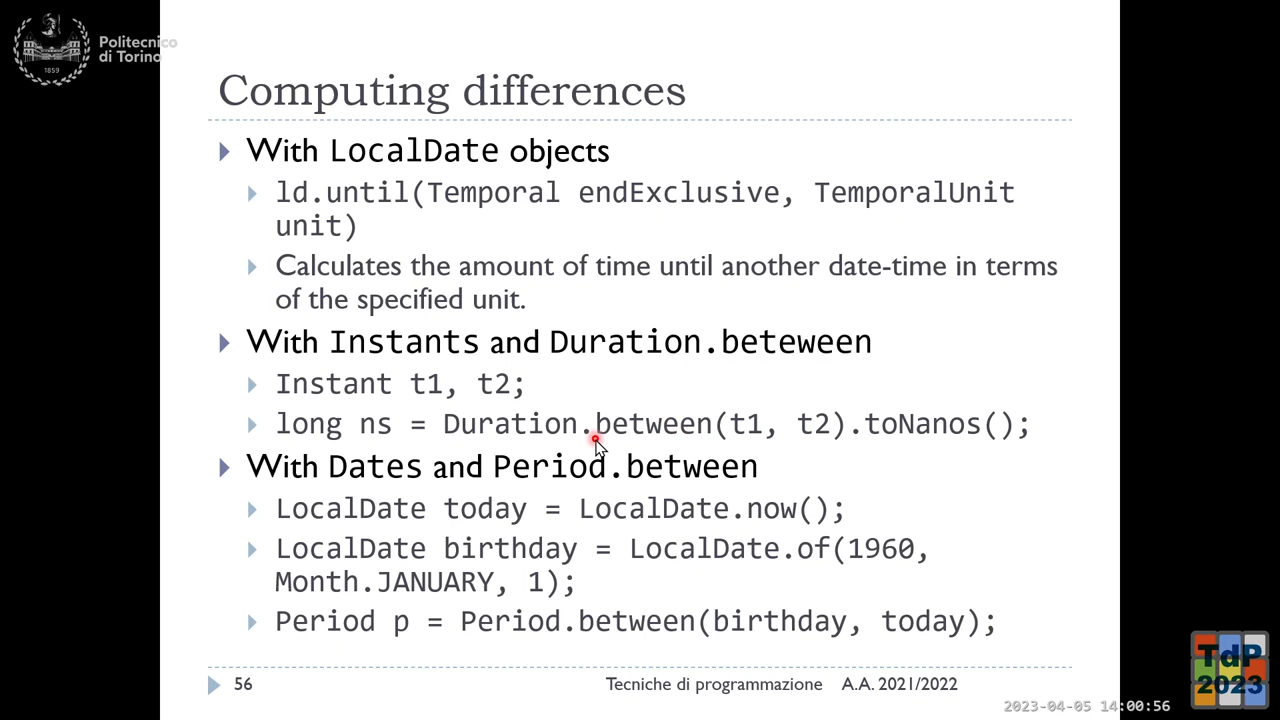 Politecnico
di Torino
1859
Computing differences
With LocalDate objects
ld.until(Temporal endExclusive, TemporalUnit
unit)
Calculates the amount of time until another date-time in terms
of the specified unit.
With Instants and Duration.beteween
Instant t1, t2;
long ns = Duration.between(t1, t2).toNanos();
With Dates and Period.between
LocalDate today = LocalDate.now();
LocalDate birthday = LocalDate.of(1960,
Month.JANUARY, 1);
Period p = Period.between(birthday, today);
56
Tecniche di programmazione A.A. 2021/2022
2023-04-05 14:00:56
TdP
2023